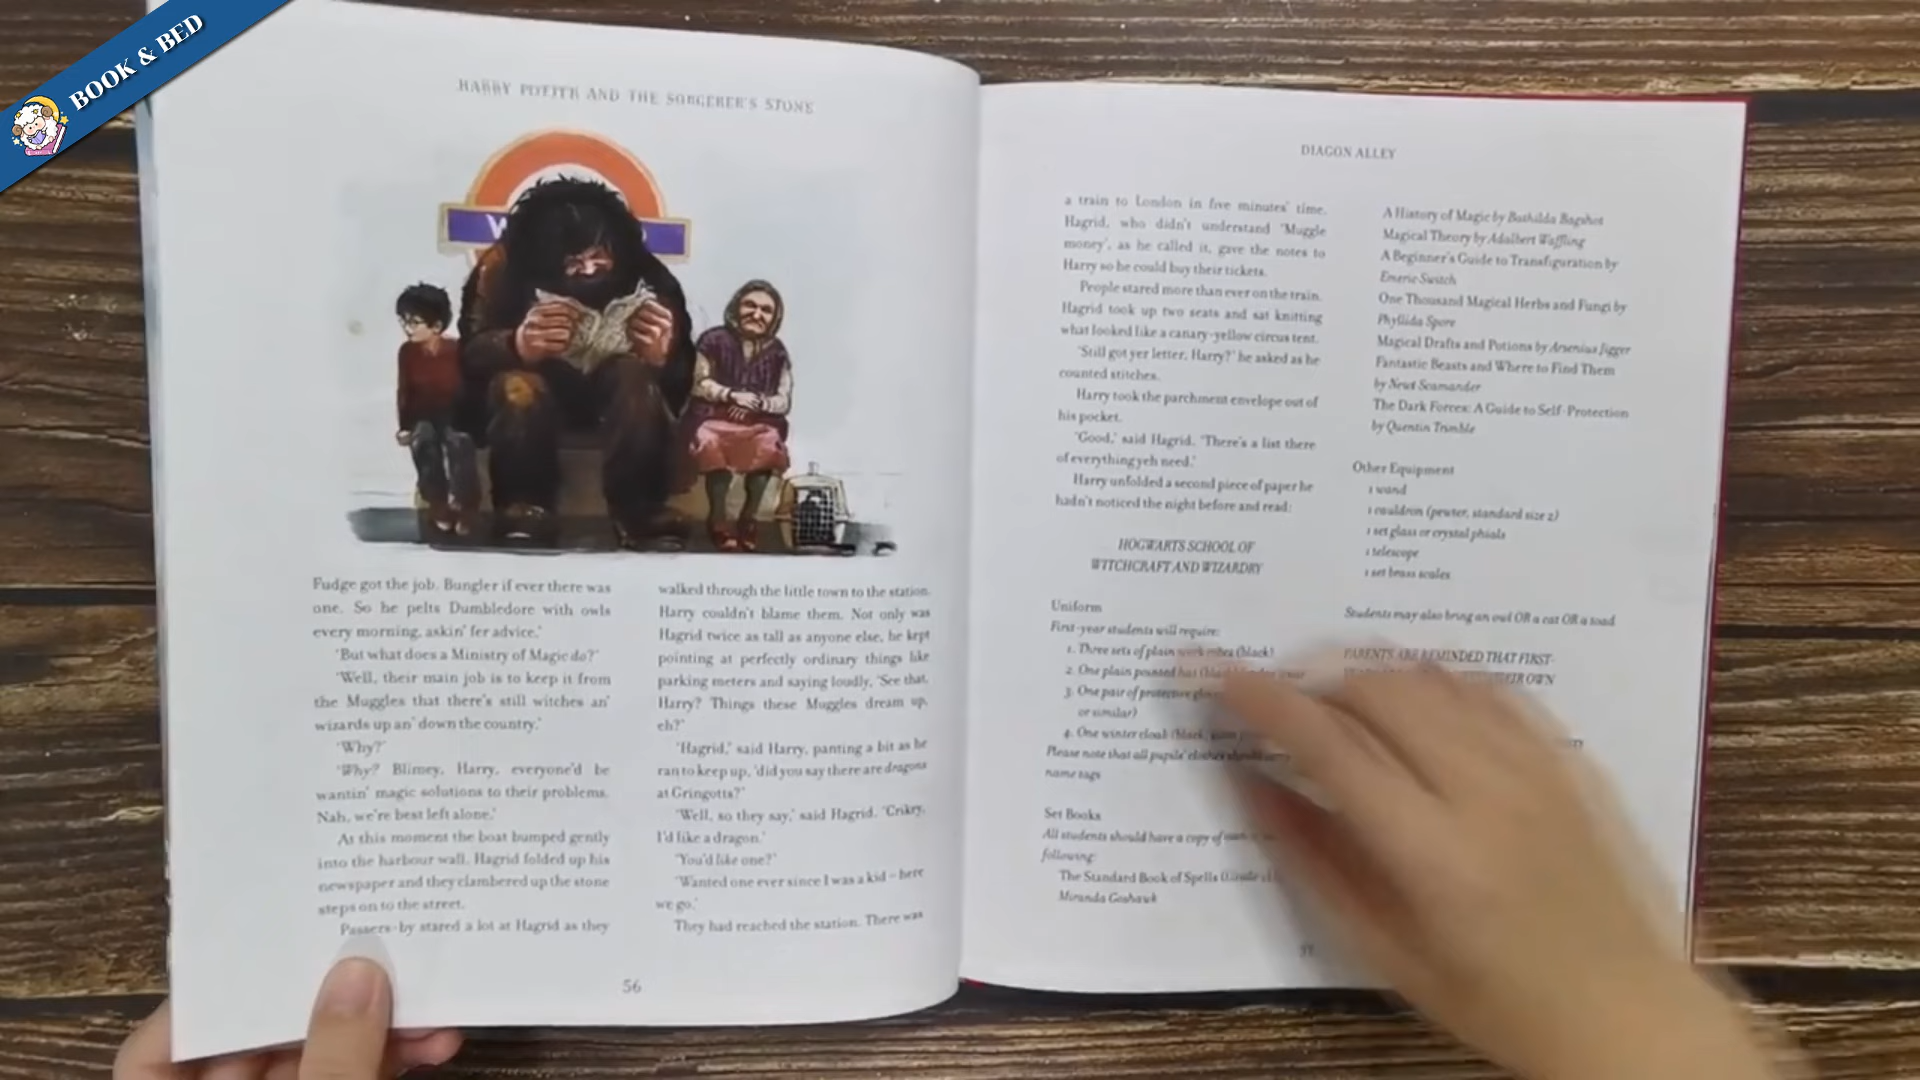 BOOK & BED
HARRY POTTER AND THE SORCERER'S STONE
W
Fudge got the job. Bungler if ever there was
one. So he pelts Dumbledore with owls
every morning, askin' fer advice.'
'But what does a Ministry of Magic do?'
'Well, their main job is to keep it from
the Muggles that there's still witches an'
wizards up an' down the country.'
'Why?'
'Why? Blimey, Harry, everyone'd be
wantin' magic solutions to their problems.
Nah, we're best left alone.'
At this moment the boat bumped gently
into the harbour wall. Hagrid folded up his
newspaper and they clambered up the stone
steps on to the street.
Passers-by stared a lot at Hagrid as they
walked through the little town to the station.
Harry couldn't blame them. Not only was
Hagrid twice as tall as anyone else, he kept
pointing at perfectly ordinary things like
parking meters and saying loudly, 'See that,
Harry? Things these Muggles dream up,
eh?'
'Hagrid,' said Harry, panting a bit as he
ran to keep up, 'did you say there are dragons
at Gringotts?'
'Well, so they say,' said Hagrid. 'Crikey,
I'd like a dragon.'
'You'd like one?'
'Wanted one ever since I was a kid – here
we go.'
They had reached the station. There was
56
DIAGON ALLEY
a train to London in five minutes' time.
Hagrid, who didn't understand 'Muggle
money', as he called it, gave the notes to
Harry so he could buy their tickets.
People stared more than ever on the train.
Hagrid took up two seats and sat knitting
what looked like a canary-yellow circus tent.
'Still got yer letter, Harry?' he asked as he
counted stitches.
Harry took the parchment envelope out of
his pocket.
'Good,' said Hagrid. 'There's a list there
of everything yeh need.'
Harry unfolded a second piece of paper he
hadn't noticed the night before and read:
HOGWARTS SCHOOL OF
WITCHCRAFT AND WIZARDRY
Uniform
First-year students will require:
1. Three sets of plain work robes (black)
2. One plain pointed hat (black)
3. One pair of protective
or similar)
4. One winter cloak (black,
Please note that all pupils' clothes should carry
name tags
Set Books
All students should have a copy of
following:
The Standard Book of Spells
Miranda Goshawk
A History of Magic by Bathilda Bagshot
Magical Theory by Adalbert Waffling
A Beginner's Guide to Transfiguration by
Emeric Switch
One Thousand Magical Herbs and Fungi by
Phyllida Spore
Magical Drafts and Potions by Arsenius Jigger
Fantastic Beasts and Where to Find Them
by Newt Scamander
The Dark Forces: A Guide to Self-Protection
by Quentin Trimble
Other Equipment
1 wand
1 cauldron (pewter, standard size 2)
1 set glass or crystal phials
1 telescope
1 set brass scales
Students may also bring an owl OR a cat OR a toad
PARENTS ARE REMINDED THAT FIRST-
THEIR OWN
57